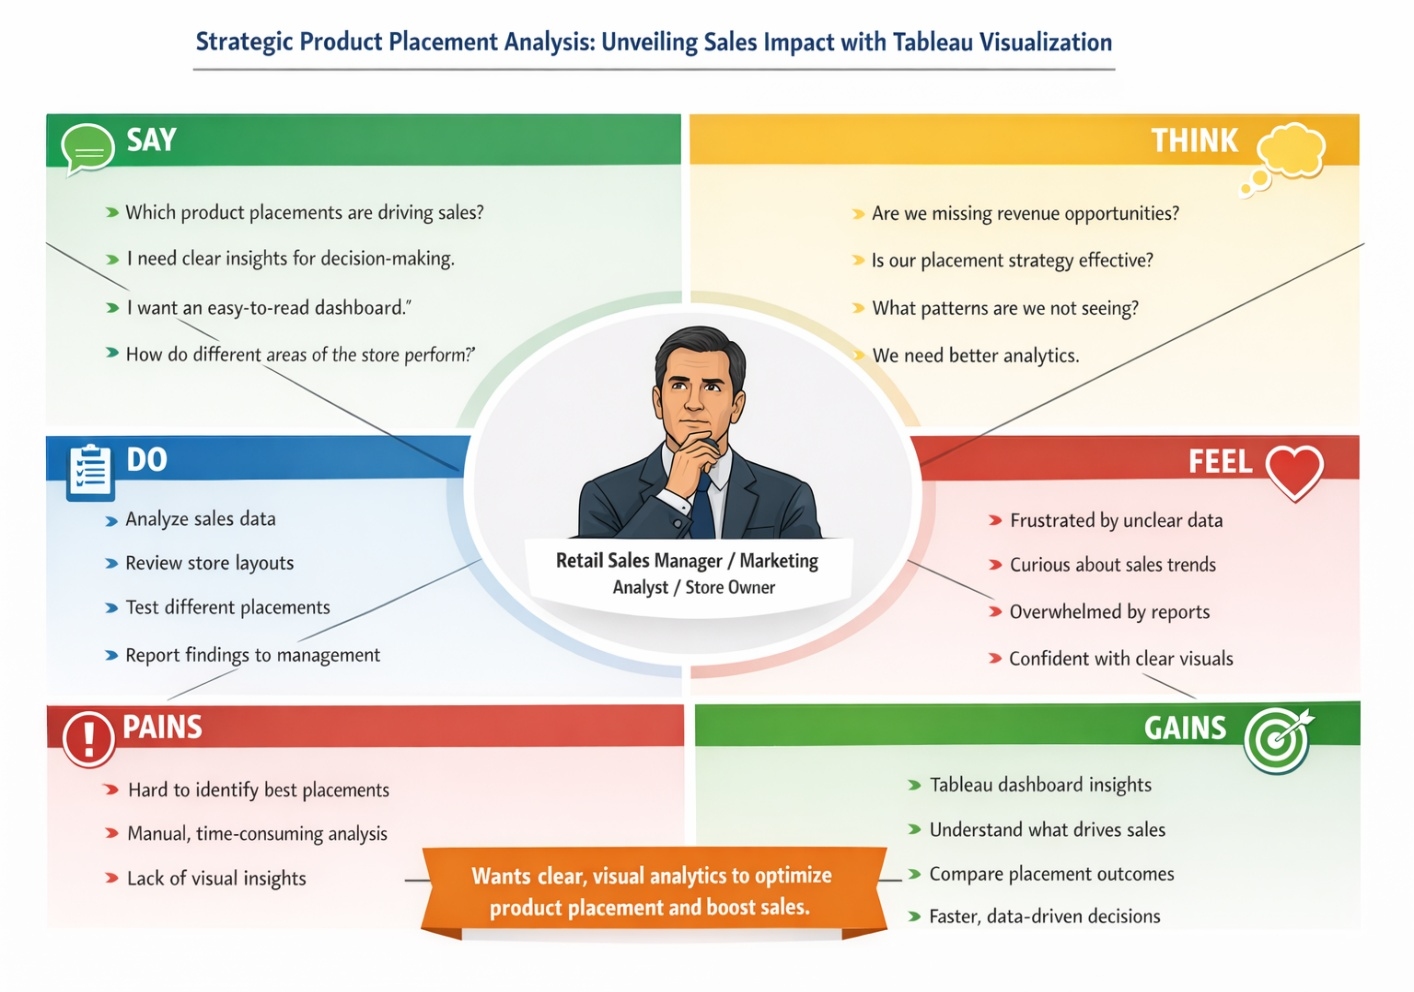 Strategic Product Placement Analysis: Unveiling Sales Impact with Tableau Visualization
SAY
Which product placements are driving sales?
I need clear insights for decision-making.
I want an easy-to-read dashboard."
How do different areas of the store perform?'
THINK
Are we missing revenue opportunities?
Is our placement strategy effective?
What patterns are we not seeing?
We need better analytics.
Retail Sales Manager / Marketing
Analyst / Store Owner
DO
Analyze sales data
Review store layouts
Test different placements
Report findings to management
FEEL
Frustrated by unclear data
Curious about sales trends
Overwhelmed by reports
Confident with clear visuals
PAINS
Hard to identify best placements
Manual, time-consuming analysis
Lack of visual insights
GAINS
Tableau dashboard insights
Understand what drives sales
Compare placement outcomes
Faster, data-driven decisions
Wants clear, visual analytics to optimize
product placement and boost sales.